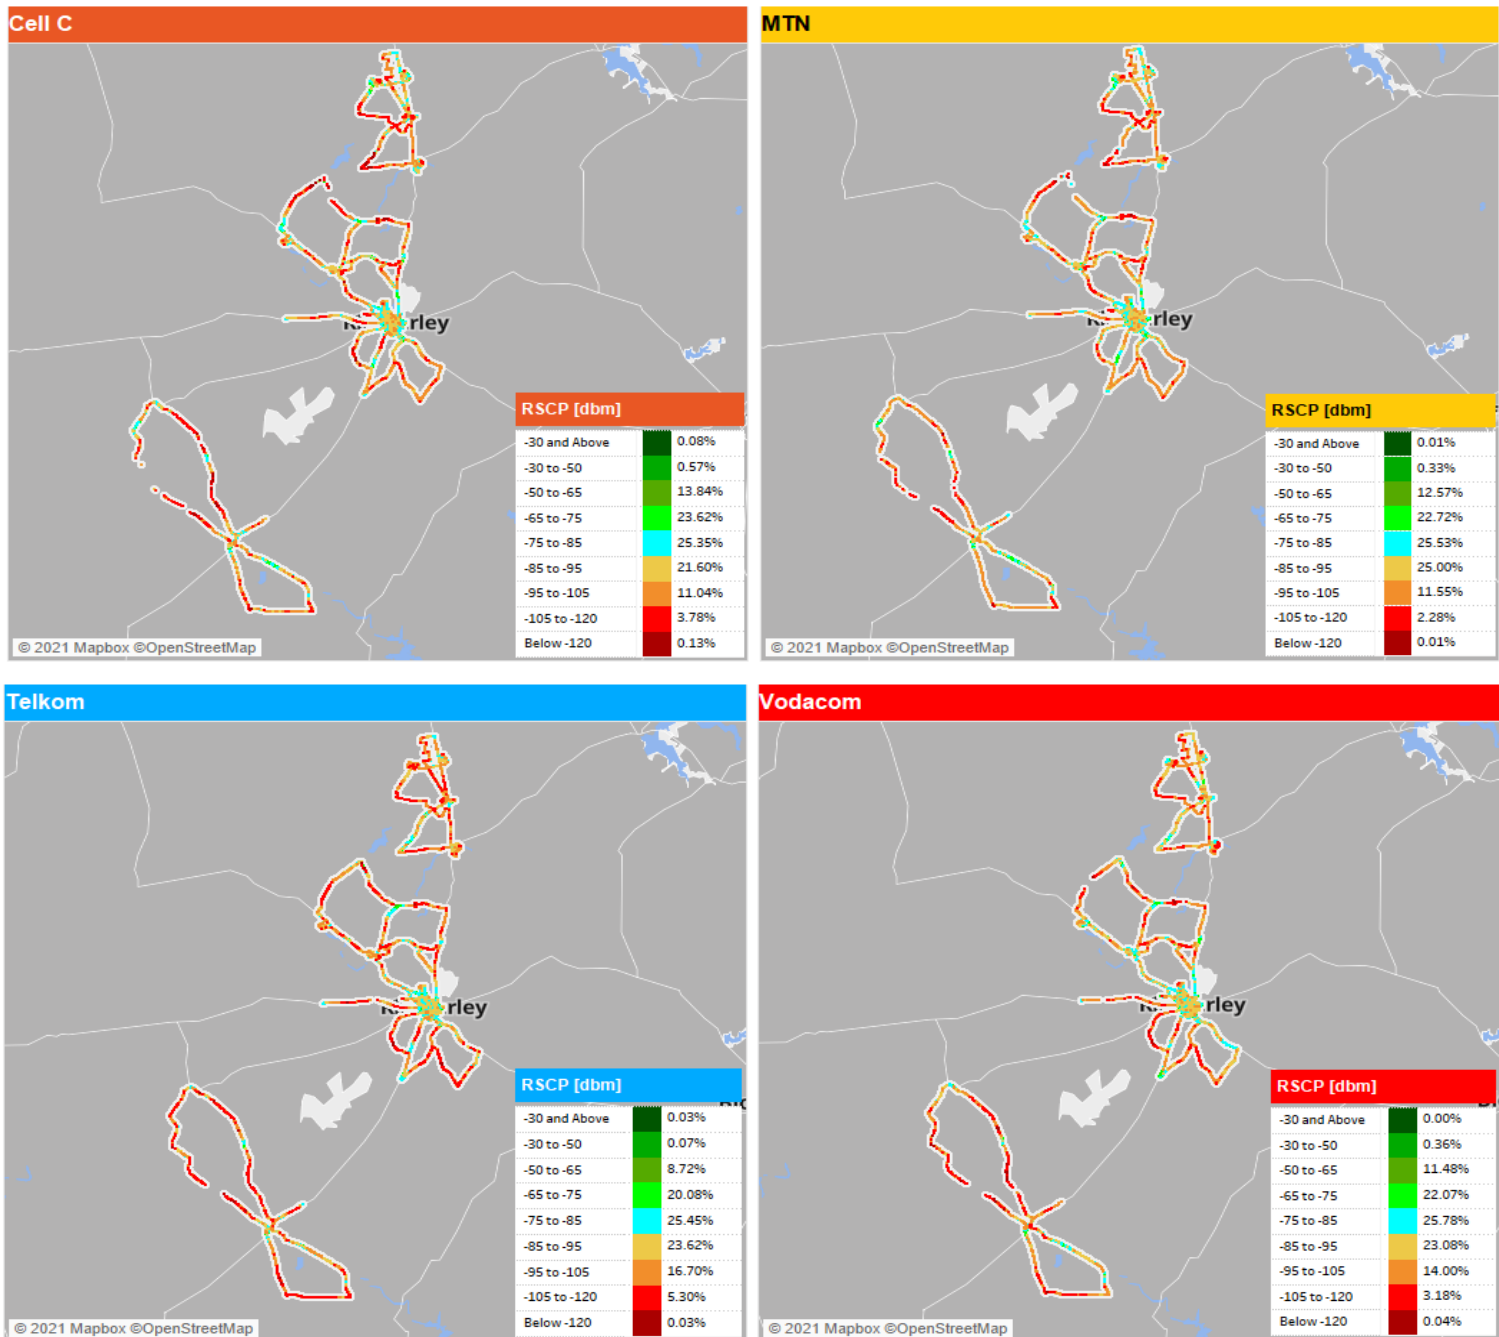 Cell C
K rley
RSCP [dbm]
-30 and Above 0.08%
-30 to -50 0.57%
-50 to -65 13.84%
-65 to -75 23.62%
-75 to -85 25.35%
-85 to -95 21.60%
-95 to -105 11.04%
-105 to -120 3.78%
Below -120 0.13%
© 2021 Mapbox ©OpenStreetMap
MTN
K rley
RSCP [dbm]
-30 and Above 0.01%
-30 to -50 0.33%
-50 to -65 12.57%
-65 to -75 22.72%
-75 to -85 25.53%
-85 to -95 25.00%
-95 to -105 11.55%
-105 to -120 2.28%
Below -120 0.01%
© 2021 Mapbox ©OpenStreetMap
Telkom
K rley
RSCP [dbm]
-30 and Above 0.03%
-30 to -50 0.07%
-50 to -65 8.72%
-65 to -75 20.08%
-75 to -85 25.45%
-85 to -95 23.62%
-95 to -105 16.70%
-105 to -120 5.30%
Below -120 0.03%
© 2021 Mapbox ©OpenStreetMap
Vodacom
K rley
RSCP [dbm]
-30 and Above 0.00%
-30 to -50 0.36%
-50 to -65 11.48%
-65 to -75 22.07%
-75 to -85 25.78%
-85 to -95 23.08%
-95 to -105 14.00%
-105 to -120 3.18%
Below -120 0.04%
© 2021 Mapbox ©OpenStreetMap